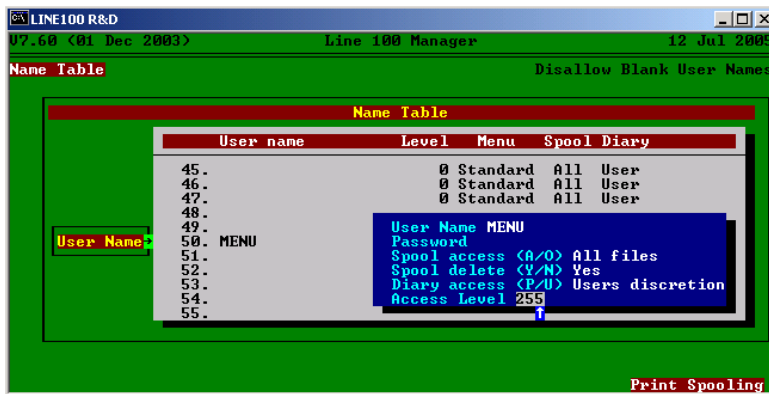 LINE100 R&D
V7.60 (01 Dec 2003) Line 100 Manager 12 Jul 2005
Name Table Disallow Blank User Names
Name Table
User name Level Menu Spool Diary
45. 0 Standard All User
46. 0 Standard All User
47. 0 Standard All User
48.
49. User Name MENU
User Name 50. MENU Password
51. Spool access (A/O) All files
52. Spool delete (Y/N) Yes
53. Diary access (P/U) Users discretion
54. Access Level 255
55.
Print Spooling